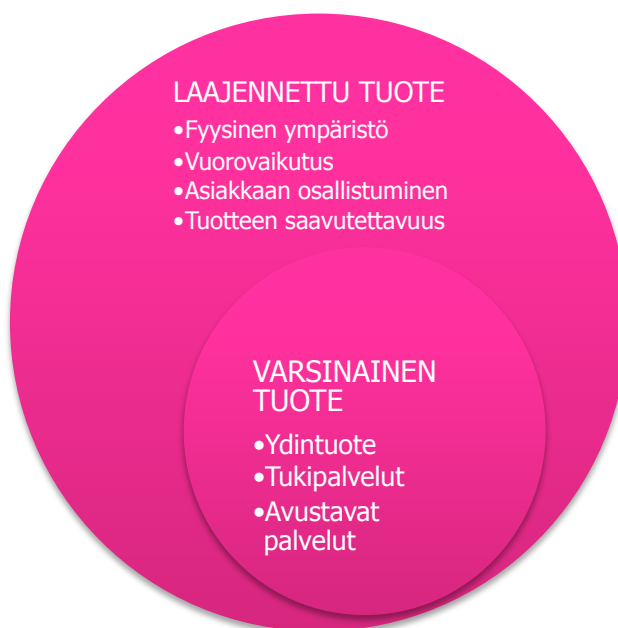 LAAJENNETTU TUOTE
•Fyysinen ympäristö
•Vuorovaikutus
•Asiakkaan osallistuminen
•Tuotteen saavutettavuus
VARSINAINEN
TUOTE
•Ydintuote
•Tukipalvelut
•Avustavat
palvelut